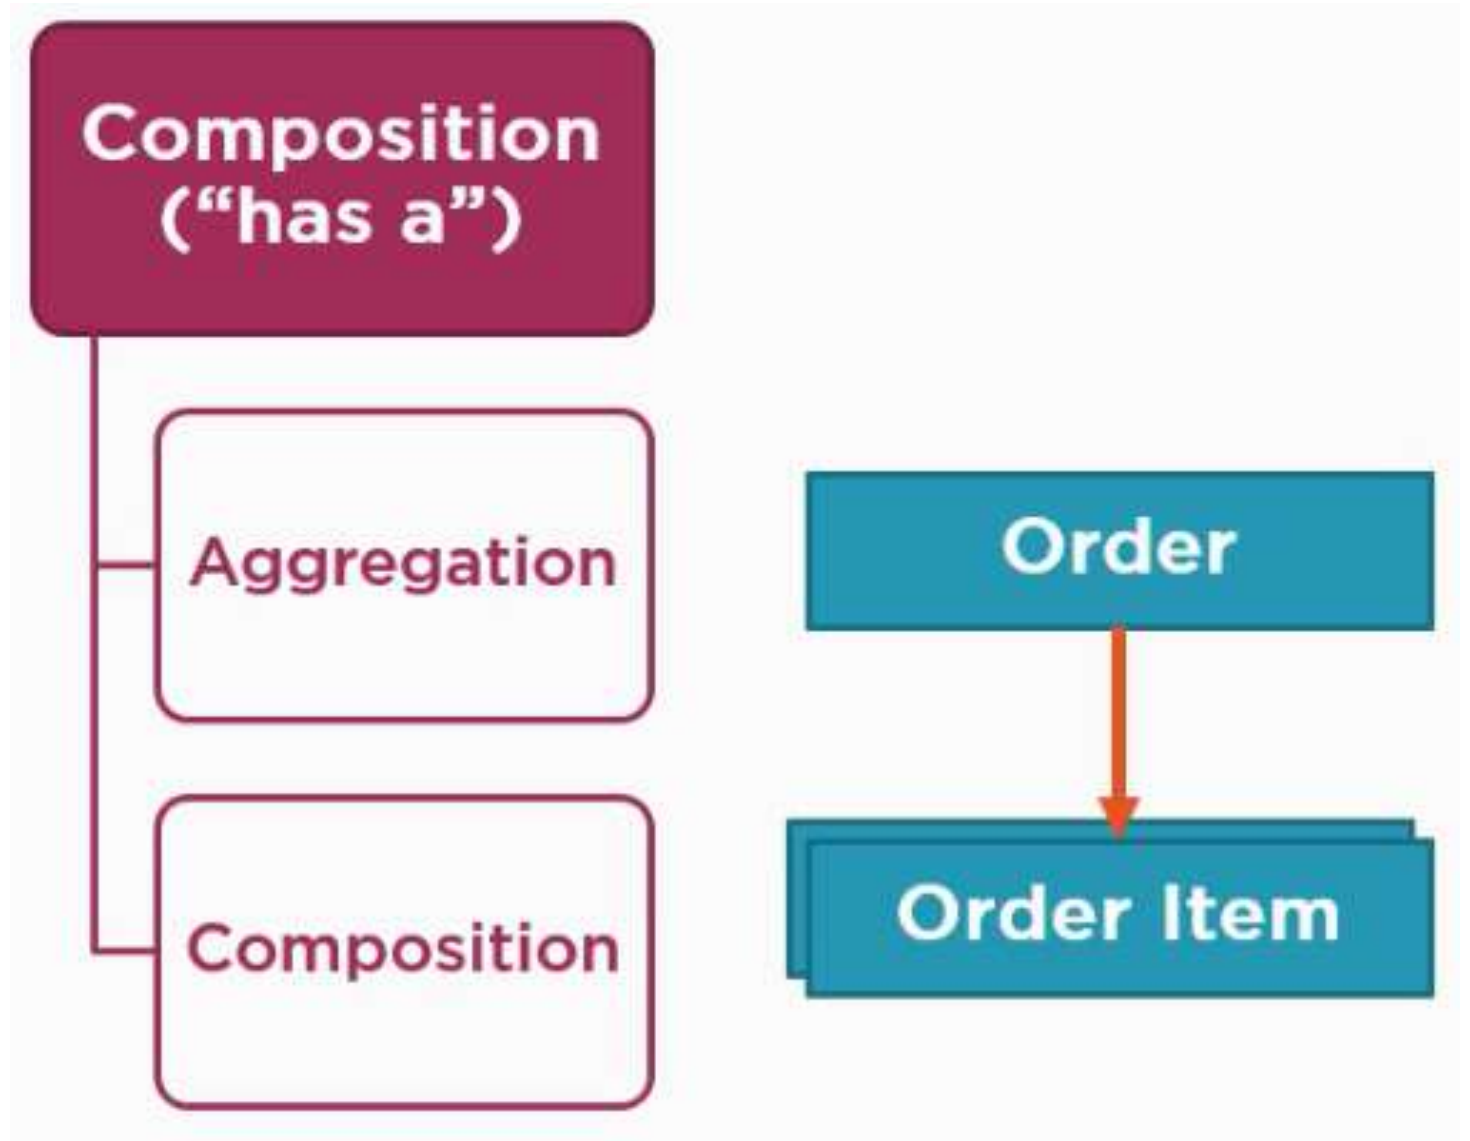 Composition
(“has a”)
Aggregation
Composition
Order
Order Item